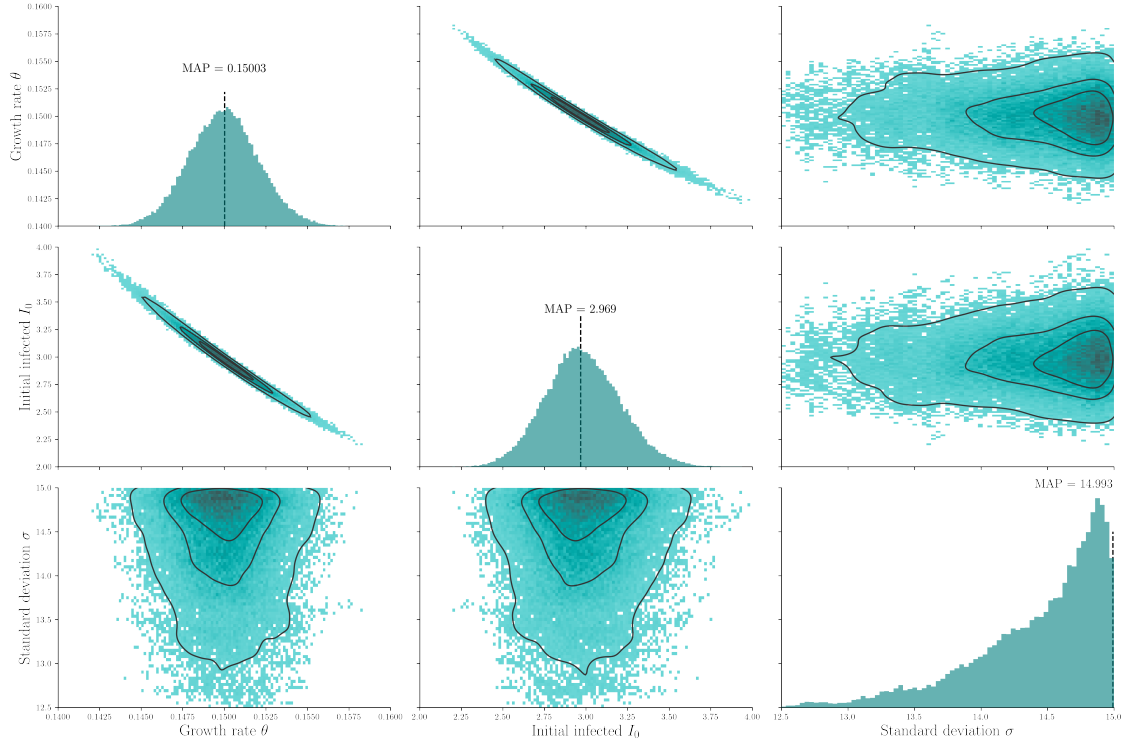 0.1600
0.1575
0.1550
0.1525
0.1500
0.1475
0.1450
0.1425
0.1400
Growth rate θ
MAP = 0.15003
4.00
3.75
3.50
3.25
3.00
2.75
2.50
2.25
2.00
Initial infected I₀
MAP = 2.969
15.0
14.5
14.0
13.5
13.0
12.5
Standard deviation σ
MAP = 14.993
0.1400 0.1425 0.1450 0.1475 0.1500 0.1525 0.1550 0.1575 0.1600
Growth rate θ
2.00 2.25 2.50 2.75 3.00 3.25 3.50 3.75 4.00
Initial infected I₀
12.5 13.0 13.5 14.0 14.5 15.0
Standard deviation σ